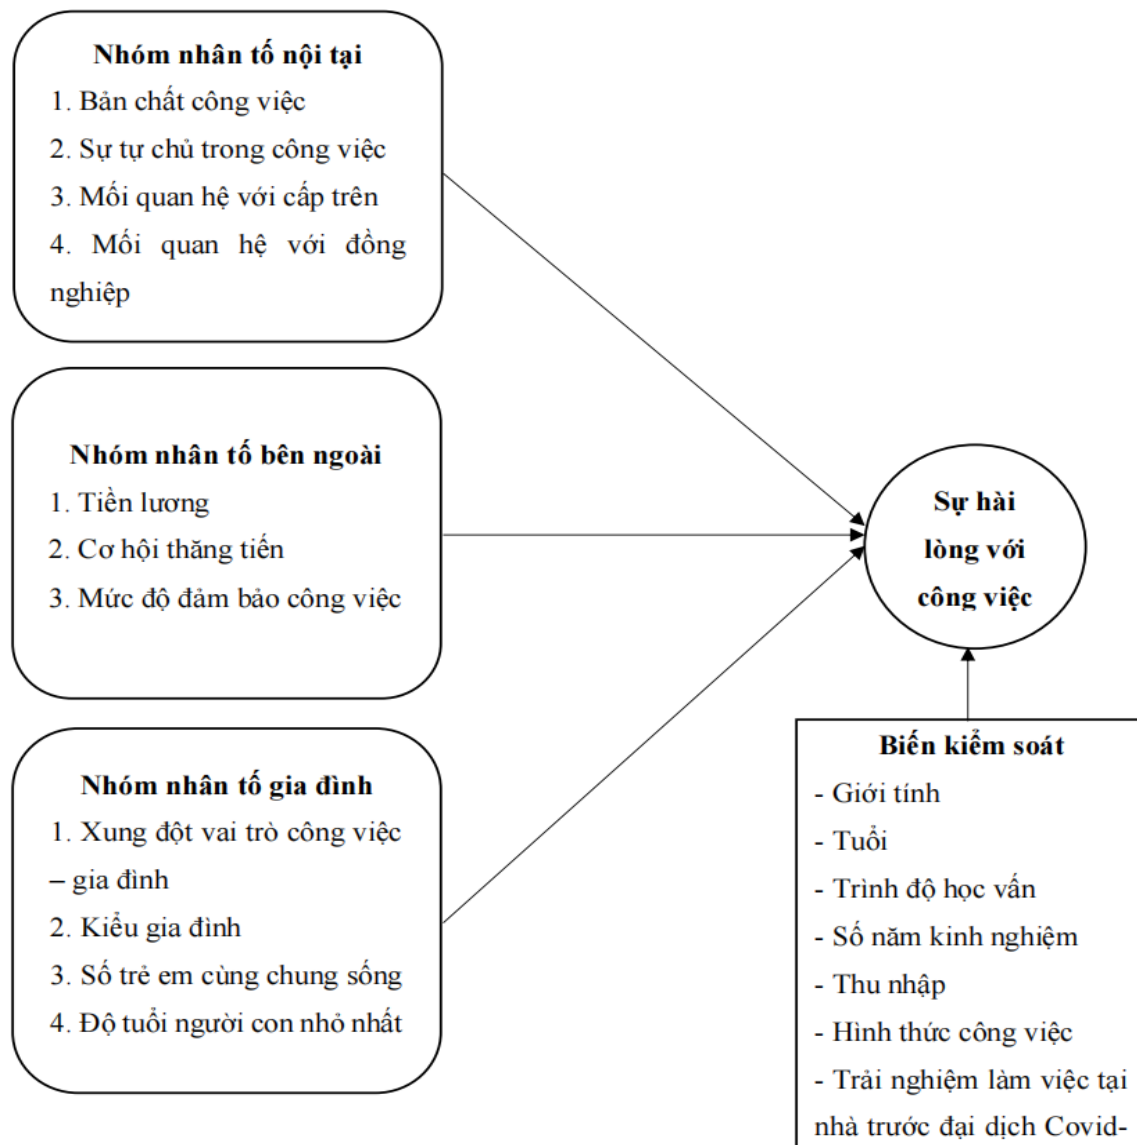 Nhóm nhân tố nội tại
1. Bản chất công việc
2. Sự tự chủ trong công việc
3. Mối quan hệ với cấp trên
4. Mối quan hệ với đồng
nghiệp
Nhóm nhân tố bên ngoài
1. Tiền lương
2. Cơ hội thăng tiến
3. Mức độ đảm bảo công việc
Nhóm nhân tố gia đình
1. Xung đột vai trò công việc
– gia đình
2. Kiểu gia đình
3. Số trẻ em cùng chung sống
4. Độ tuổi người con nhỏ nhất
Sự hài
lòng với
công việc
Biến kiểm soát
- Giới tính
- Tuổi
- Trình độ học vấn
- Số năm kinh nghiệm
- Thu nhập
- Hình thức công việc
- Trải nghiệm làm việc tại
nhà trước đại dịch Covid-